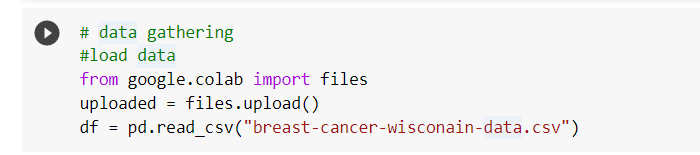 # data gathering
#load data
from google.colab import files
uploaded = files.upload()
df = pd.read_csv("breast-cancer-wisconain-data.csv")